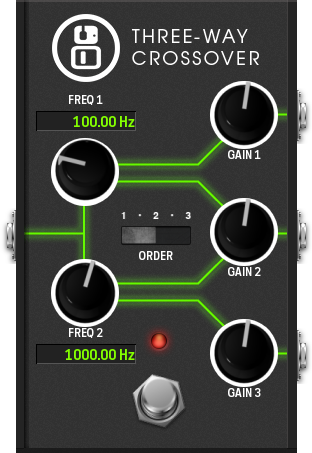 THREE-WAY
CROSSOVER
FREQ 1
100.00 Hz
GAIN 1
1 · 2 · 3
ORDER
GAIN 2
FREQ 2
1000.00 Hz
GAIN 3